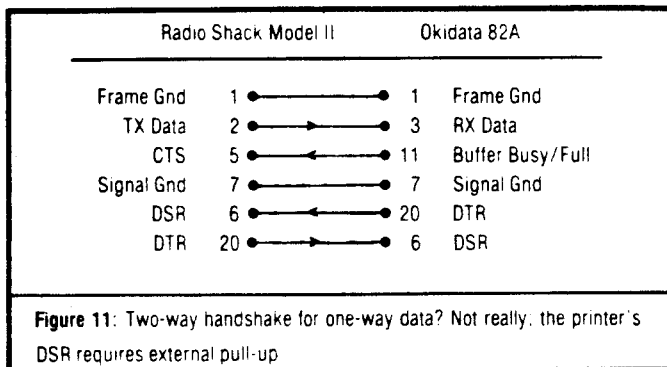 Radio Shack Model II Okidata 82A
Frame Gnd 1 1 Frame Gnd
TX Data 2 3 RX Data
CTS 5 11 Buffer Busy/Full
Signal Gnd 7 7 Signal Gnd
DSR 6 20 DTR
DTR 20 6 DSR
Figure 11: Two-way handshake for one-way data? Not really; the printer's
DSR requires external pull-up